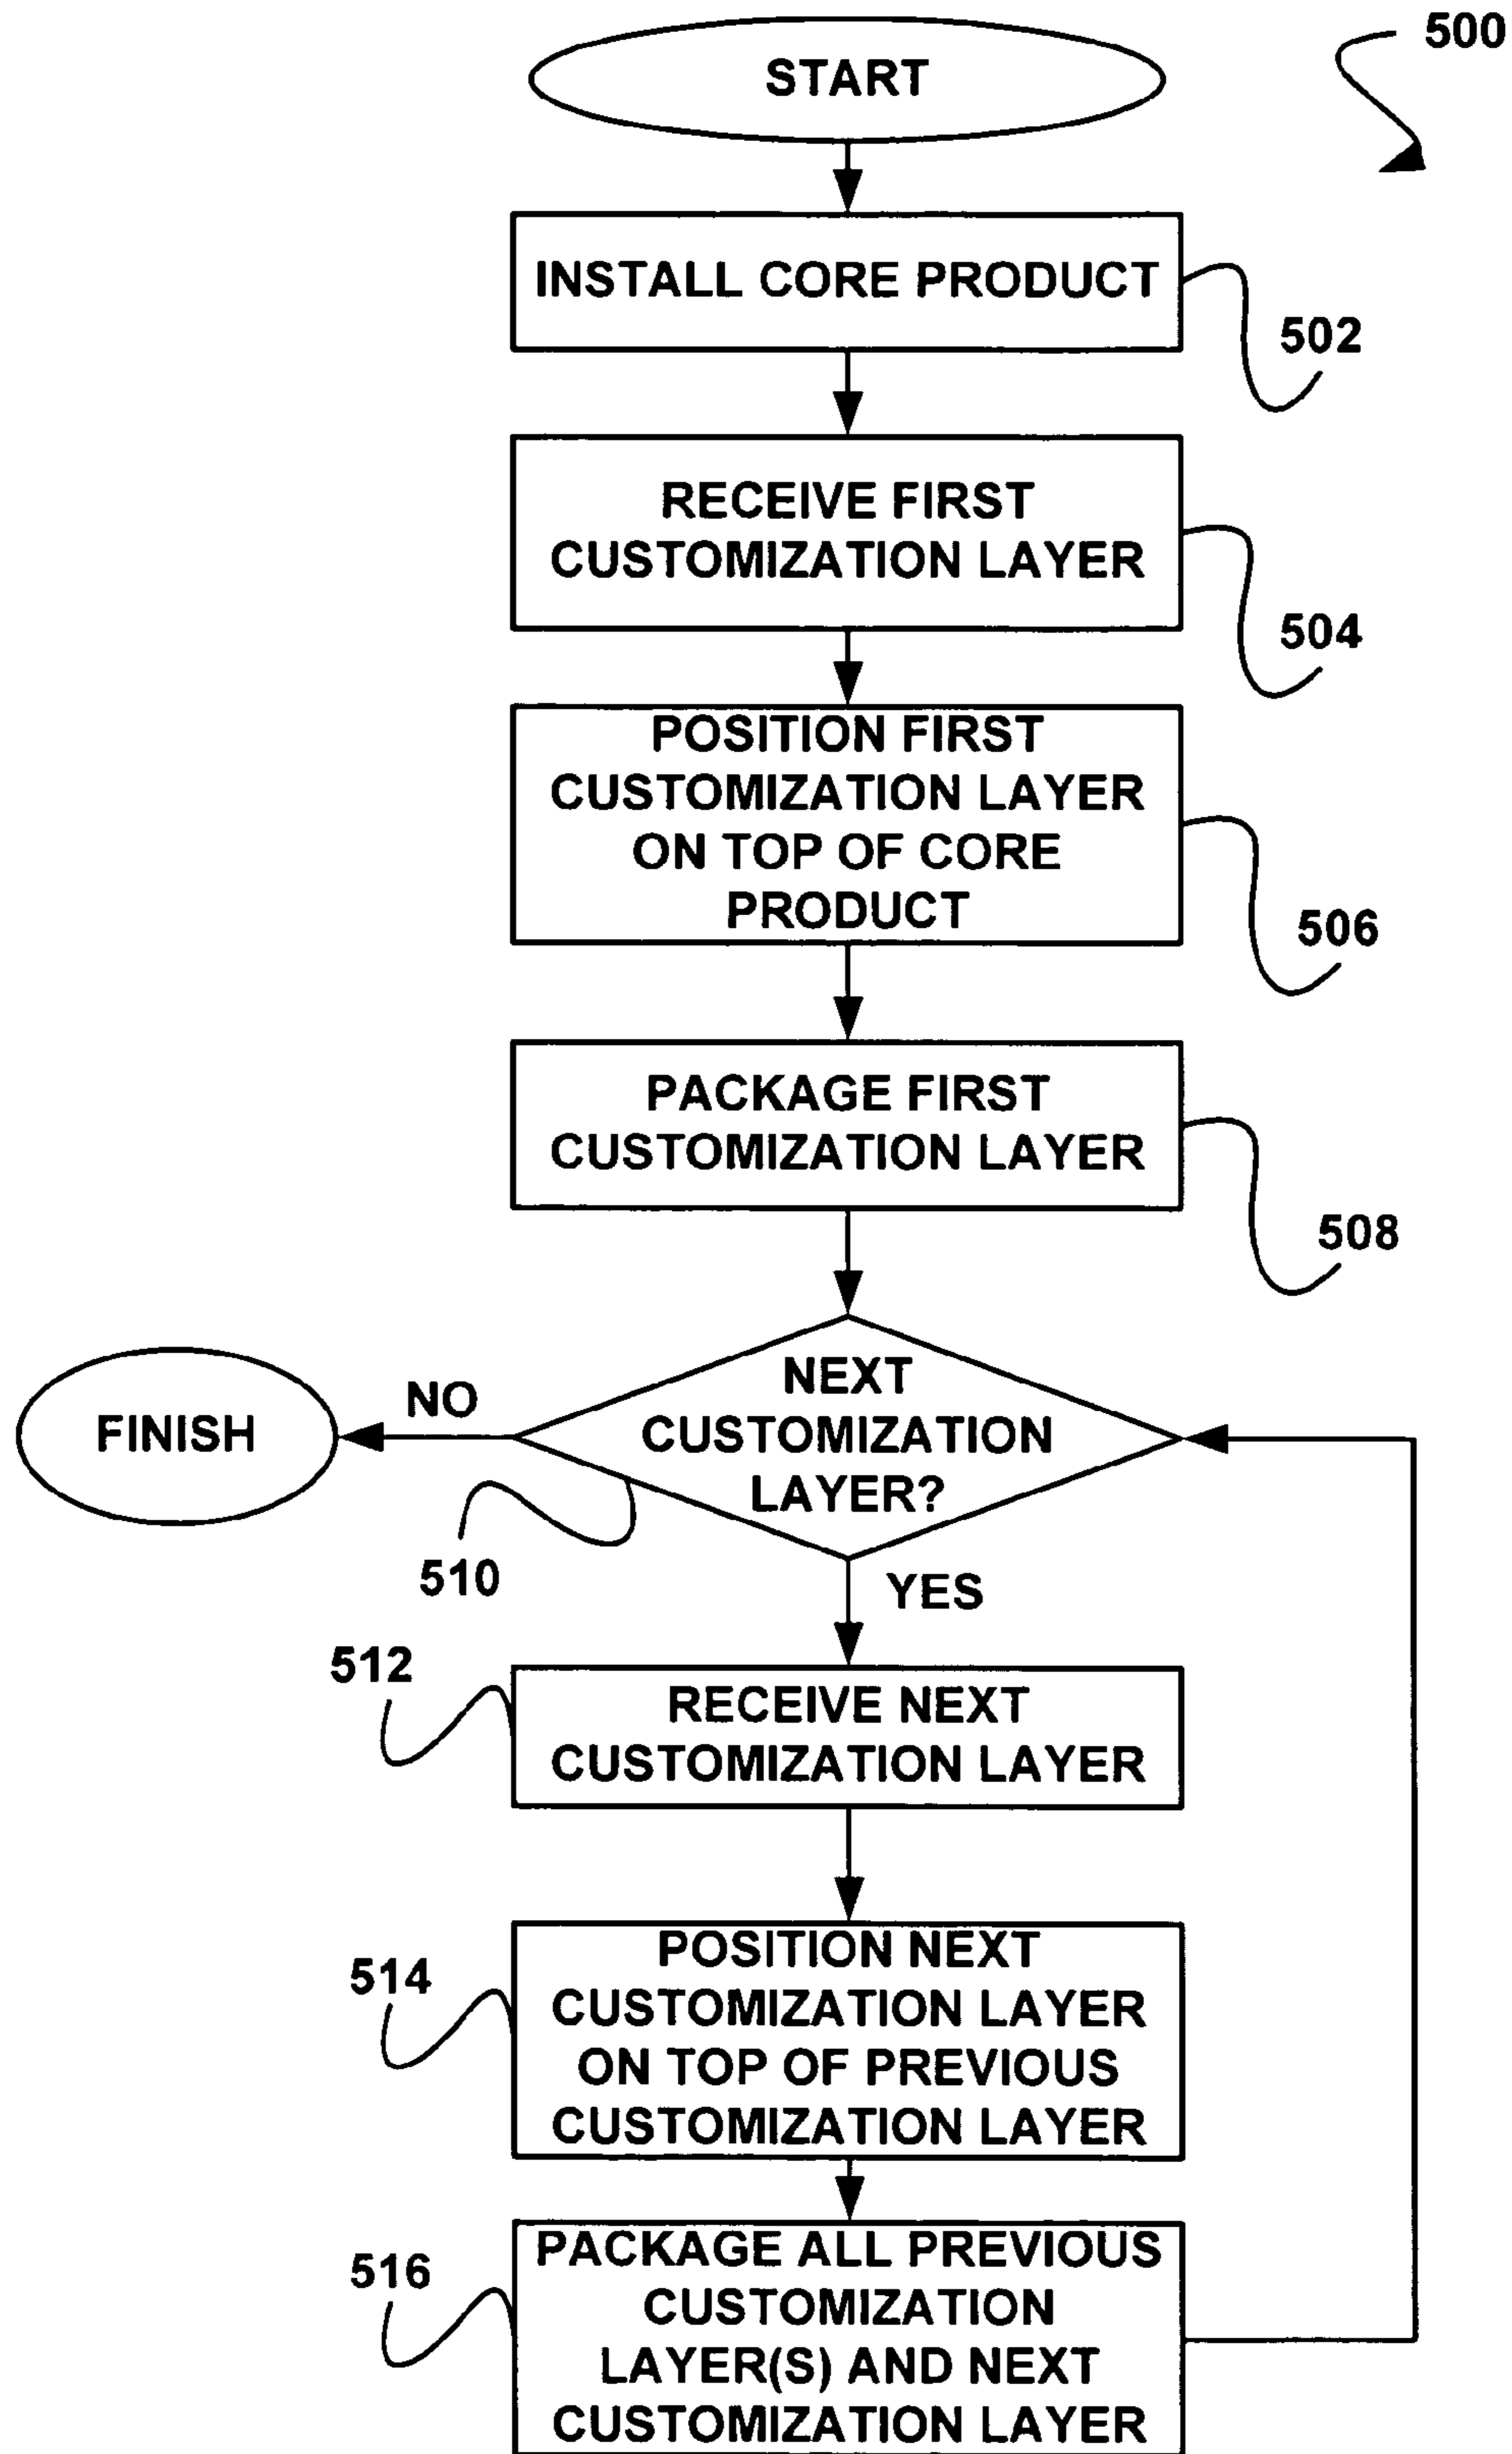 500
START
INSTALL CORE PRODUCT
502
RECEIVE FIRST
CUSTOMIZATION LAYER
504
POSITION FIRST
CUSTOMIZATION LAYER
ON TOP OF CORE
PRODUCT
506
PACKAGE FIRST
CUSTOMIZATION LAYER
508
NEXT
CUSTOMIZATION
LAYER?
NO
FINISH
510
YES
512
RECEIVE NEXT
CUSTOMIZATION LAYER
514
POSITION NEXT
CUSTOMIZATION LAYER
ON TOP OF PREVIOUS
CUSTOMIZATION LAYER
516
PACKAGE ALL PREVIOUS
CUSTOMIZATION
LAYER(S) AND NEXT
CUSTOMIZATION LAYER